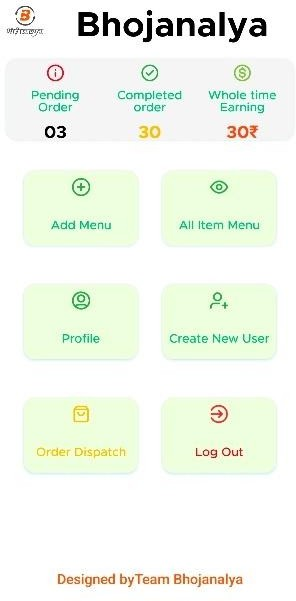 Bhojanalya
Pending
Order
Completed
order
Whole time
Earning
03
30
30₹
Add Menu
All Item Menu
Profile
Create New User
Order Dispatch
Log Out
Designed byTeam Bhojanalya